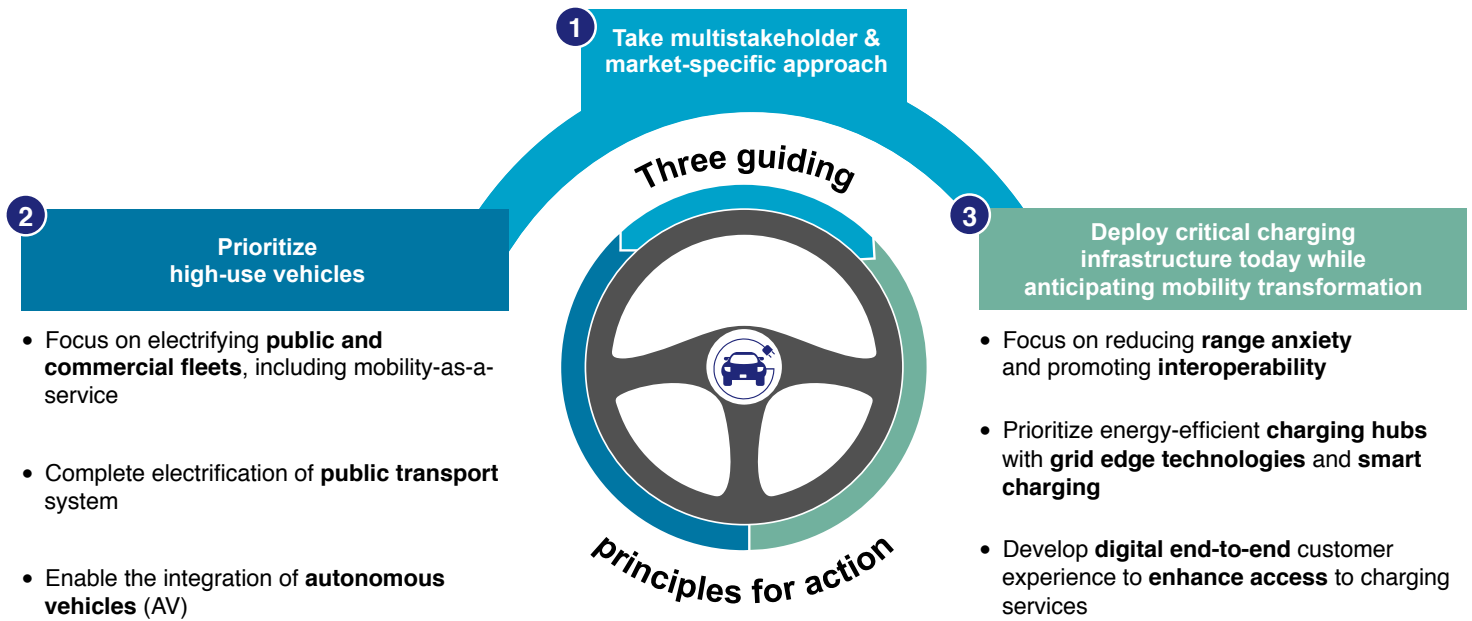 1
Take multistakeholder &
market-specific approach
Three guiding
principles for action
2
Prioritize
high-use vehicles
• Focus on electrifying public and
commercial fleets, including mobility-as-a-
service
• Complete electrification of public transport
system
• Enable the integration of autonomous
vehicles (AV)
3
Deploy critical charging
infrastructure today while
anticipating mobility transformation
• Focus on reducing range anxiety
and promoting interoperability
• Prioritize energy-efficient charging hubs
with grid edge technologies and smart
charging
• Develop digital end-to-end customer
experience to enhance access to charging
services